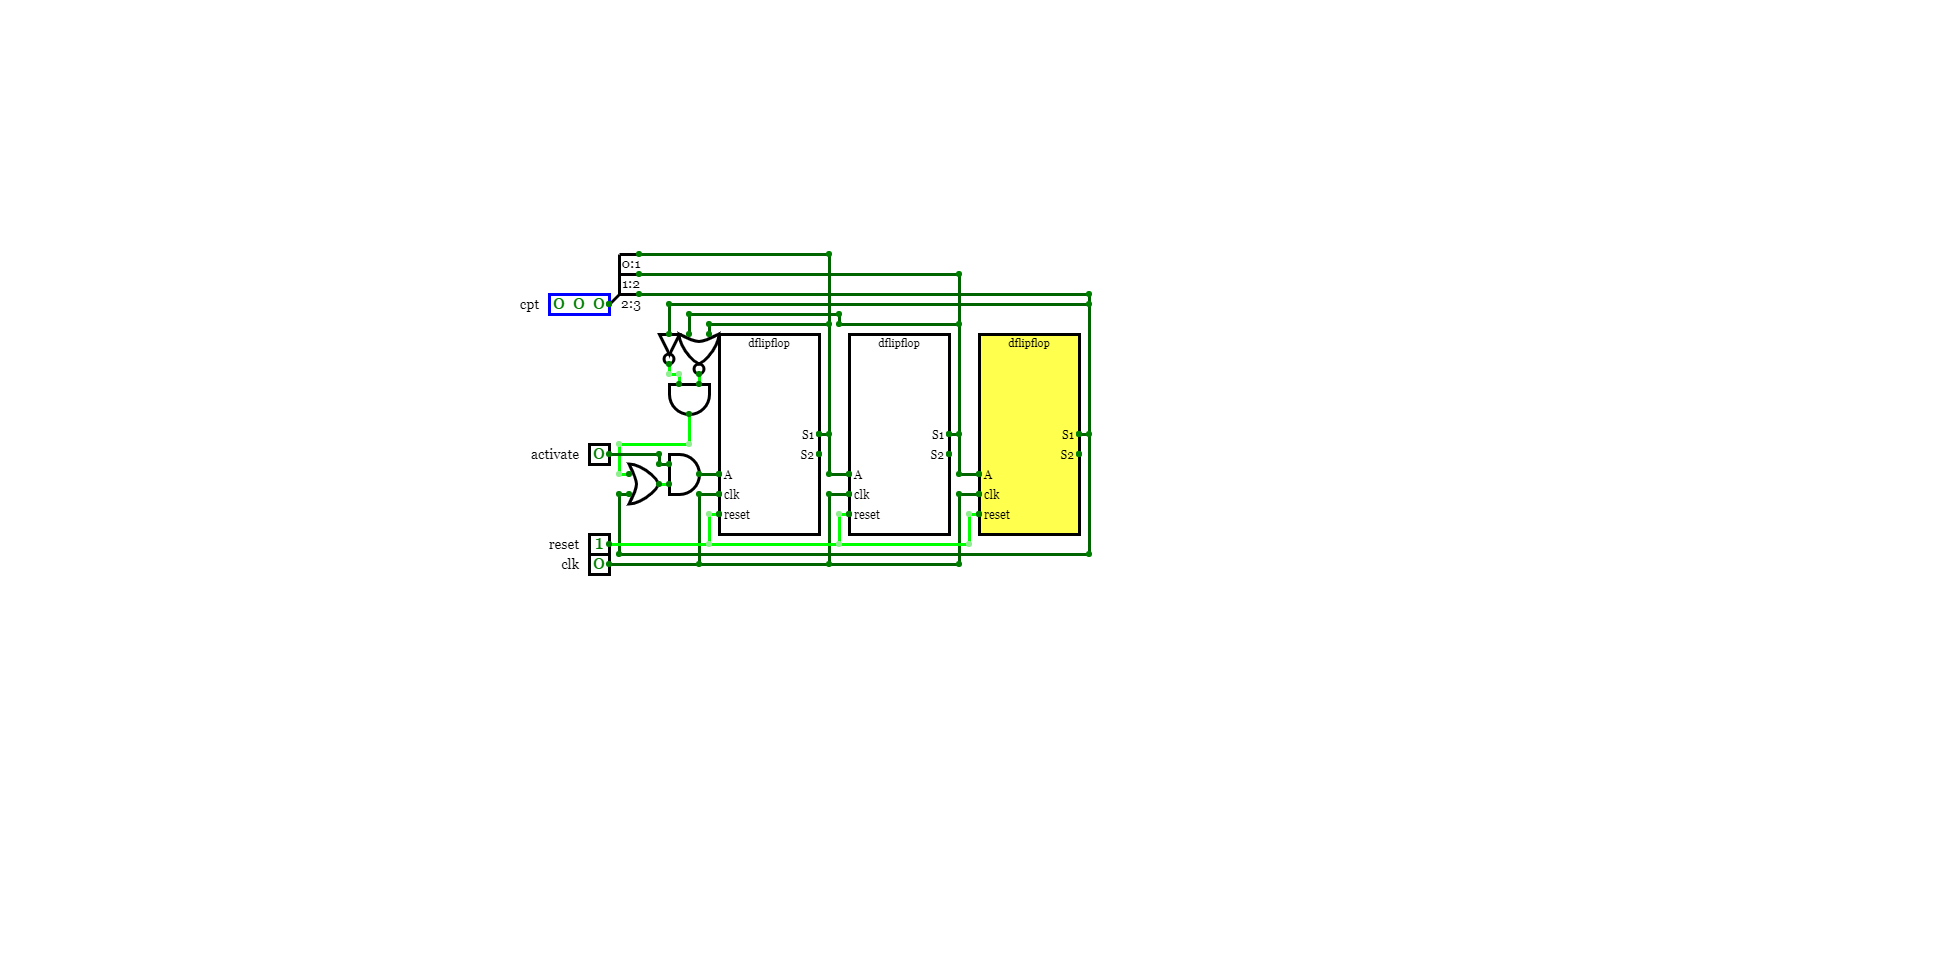 0:1
1:2
cpt 0 0 0 2:3
dflipflop dflipflop dflipflop
S1 S1 S1
activate 0 S2 S2 S2
A A A
clk clk clk
reset reset reset
reset 1
clk 0